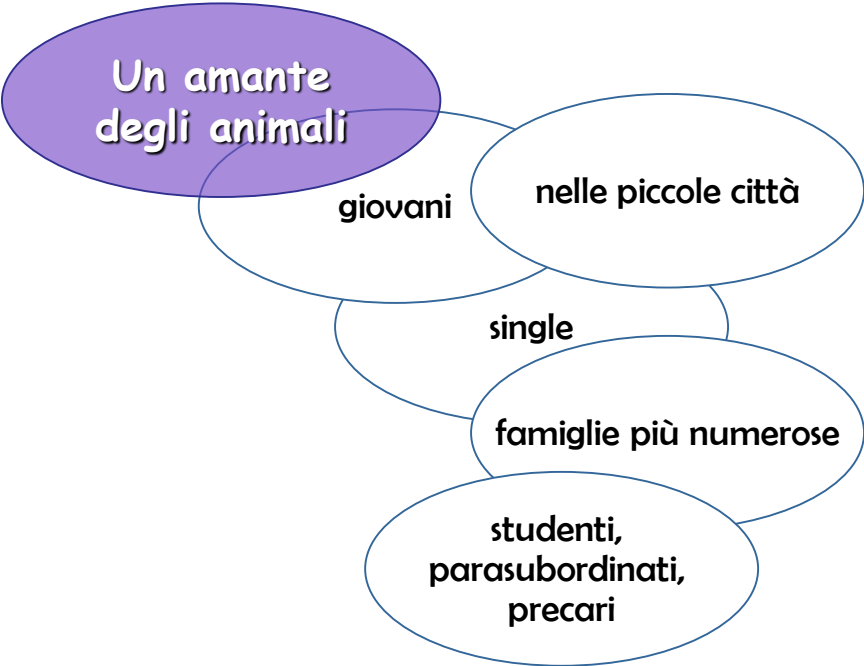 Un amante
degli animali
giovani
nelle piccole città
single
famiglie più numerose
studenti,
parasubordinati,
precari